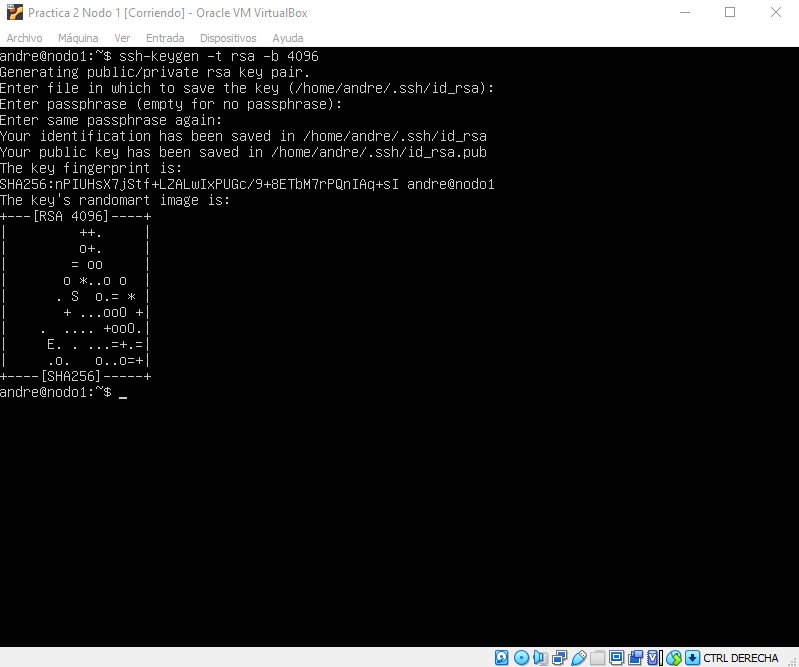 Practica 2 Nodo 1 [Corriendo] - Oracle VM VirtualBox
Archivo Máquina Ver Entrada Dispositivos Ayuda
andre@nodo1:~$ ssh-keygen -t rsa -b 4096
Generating public/private rsa key pair.
Enter file in which to save the key (/home/andre/.ssh/id_rsa):
Enter passphrase (empty for no passphrase):
Enter same passphrase again:
Your identification has been saved in /home/andre/.ssh/id_rsa
Your public key has been saved in /home/andre/.ssh/id_rsa.pub
The key fingerprint is:
SHA256:nPIUHsX7jStf+LZALwIxPUGc/9+8ETbM7rPQnIAq+sI andre@nodo1
The key's randomart image is:
+---[RSA 4096]----+
|         ++.     |
|         o+.     |
|        = oo     |
|       o *..o o  |
|      . S  o.= * |
|       + ...ooO +|
|    .  .... +ooO.|
|     E. . ...=+.=|
|     .o.   o..o=+|
+----[SHA256]-----+
andre@nodo1:~$ _
CTRL DERECHA